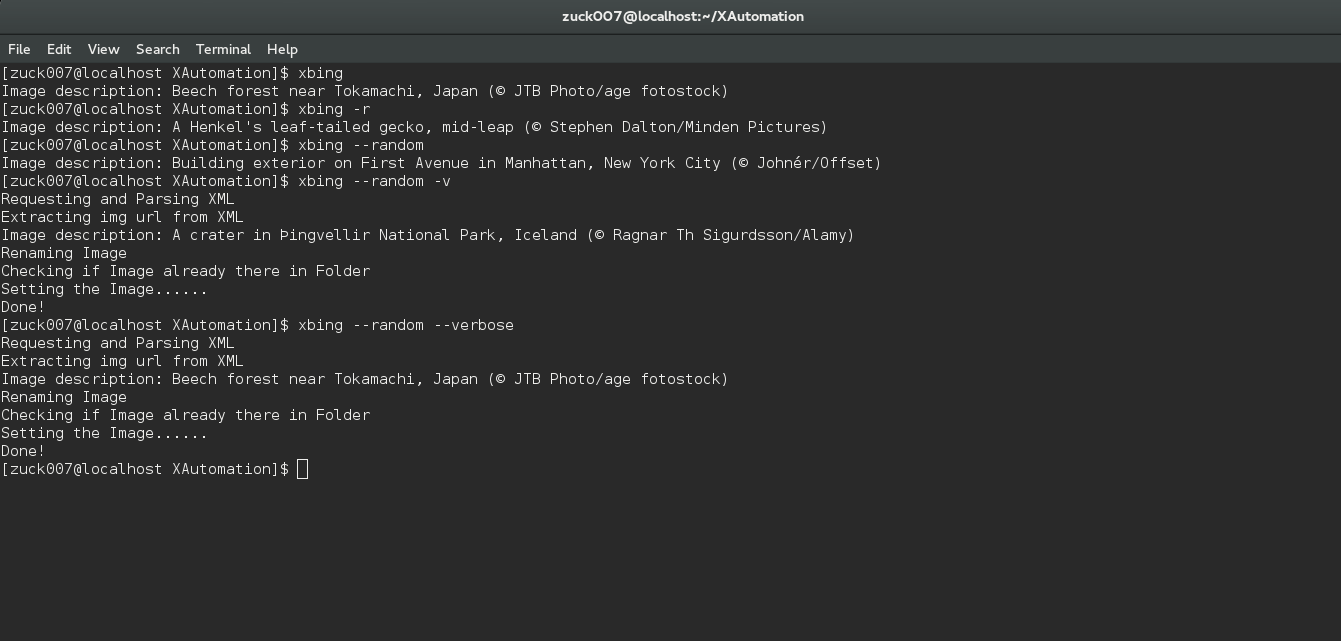 zuck007@localhost:~/XAutomation
File Edit View Search Terminal Help
[zuck007@localhost XAutomation]$ xbing
Image description: Beech forest near Tokamachi, Japan (© JTB Photo/age fotostock)
[zuck007@localhost XAutomation]$ xbing -r
Image description: A Henkel's leaf-tailed gecko, mid-leap (© Stephen Dalton/Minden Pictures)
[zuck007@localhost XAutomation]$ xbing --random
Image description: Building exterior on First Avenue in Manhattan, New York City (© Johnér/Offset)
[zuck007@localhost XAutomation]$ xbing --random -v
Requesting and Parsing XML
Extracting img url from XML
Image description: A crater in Þingvellir National Park, Iceland (© Ragnar Th Sigurdsson/Alamy)
Renaming Image
Checking if Image already there in Folder
Setting the Image......
Done!
[zuck007@localhost XAutomation]$ xbing --random --verbose
Requesting and Parsing XML
Extracting img url from XML
Image description: Beech forest near Tokamachi, Japan (© JTB Photo/age fotostock)
Renaming Image
Checking if Image already there in Folder
Setting the Image......
Done!
[zuck007@localhost XAutomation]$